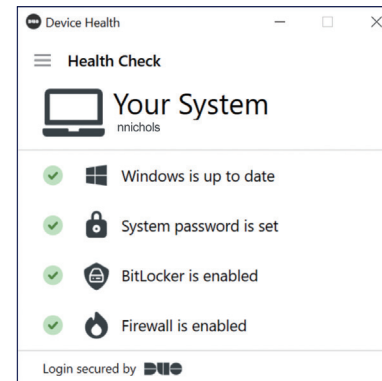 DUO Device Health
Health Check
Your System
nnichols
Windows is up to date
System password is set
BitLocker is enabled
Firewall is enabled
Login secured by DUO